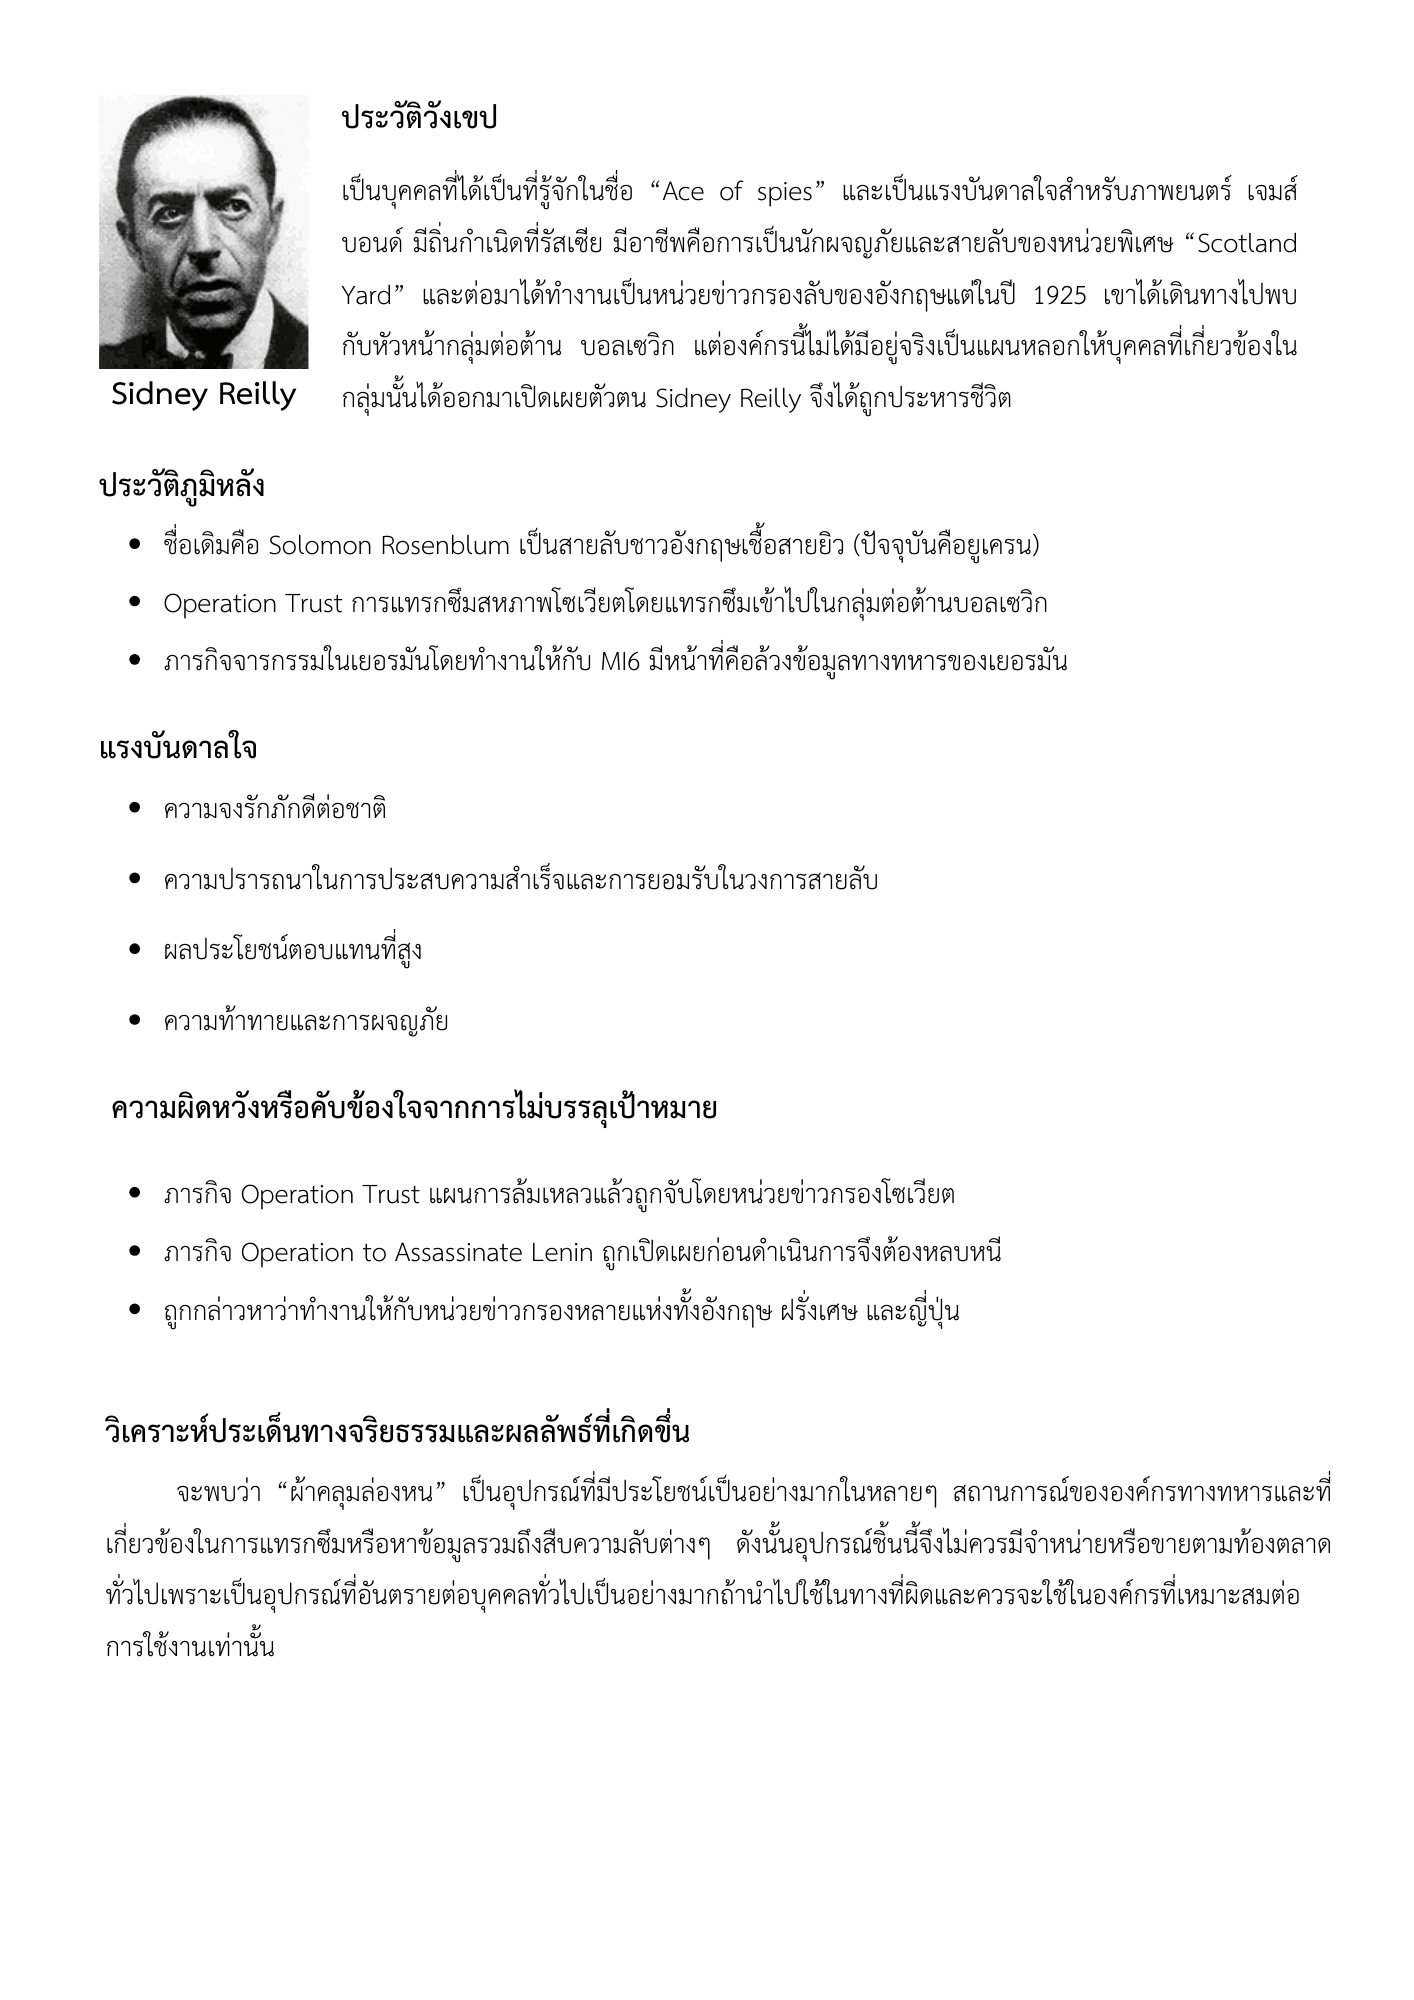 ประวัติวังเขป
เป็นบุคคลที่ได้เป็นที่รู้จักในชื่อ “Ace of spies” และเป็นแรงบันดาลใจสำหรับภาพยนตร์ เจมส์
บอนด์ มีถิ่นกำเนิดที่รัสเซีย มีอาชีพคือการเป็นนักผจญภัยและสายลับของหน่วยพิเศษ “Scotland
Yard” และต่อมาได้ทำงานเป็นหน่วยข่าวกรองลับของอังกฤษแต่ในปี 1925 เขาได้เดินทางไปพบ
กับหัวหน้ากลุ่มต่อต้าน บอลเซวิก แต่องค์กรนี้ไม่ได้มีอยู่จริงเป็นแผนหลอกให้บุคคลที่เกี่ยวข้องใน
กลุ่มนั้นได้ออกมาเปิดเผยตัวตน Sidney Reilly จึงได้ถูกประหารชีวิต
Sidney Reilly
ประวัติภูมิหลัง
• ชื่อเดิมคือ Solomon Rosenblum เป็นสายลับชาวอังกฤษเชื้อสายยิว (ปัจจุบันคือยูเครน)
• Operation Trust การแทรกซึมสหภาพโซเวียตโดยแทรกซึมเข้าไปในกลุ่มต่อต้านบอลเซวิก
• ภารกิจจารกรรมในเยอรมันโดยทำงานให้กับ MI6 มีหน้าที่คือล้วงข้อมูลทางทหารของเยอรมัน
แรงบันดาลใจ
• ความจงรักภักดีต่อชาติ
• ความปรารถนาในการประสบความสำเร็จและการยอมรับในวงการสายลับ
• ผลประโยชน์ตอบแทนที่สูง
• ความท้าทายและการผจญภัย
ความผิดหวังหรือคับข้องใจจากการไม่บรรลุเป้าหมาย
• ภารกิจ Operation Trust แผนการล้มเหลวแล้วถูกจับโดยหน่วยข่าวกรองโซเวียต
• ภารกิจ Operation to Assassinate Lenin ถูกเปิดเผยก่อนดำเนินการจึงต้องหลบหนี
• ถูกกล่าวหาว่าทำงานให้กับหน่วยข่าวกรองหลายแห่งทั้งอังกฤษ ฝรั่งเศษ และญี่ปุ่น
วิเคราะห์ประเด็นทางจริยธรรมและผลลัพธ์ที่เกิดขึ่น
จะพบว่า “ผ้าคลุมล่องหน” เป็นอุปกรณ์ที่มีประโยชน์เป็นอย่างมากในหลายๆ สถานการณ์ขององค์กรทางทหารและที่
เกี่ยวข้องในการแทรกซึมหรือหาข้อมูลรวมถึงสืบความลับต่างๆ ดังนั้นอุปกรณ์ชิ้นนี้จึงไม่ควรมีจำหน่ายหรือขายตามท้องตลาด
ทั่วไปเพราะเป็นอุปกรณ์ที่อันตรายต่อบุคคลทั่วไปเป็นอย่างมากถ้านำไปใช้ในทางที่ผิดและควรจะใช้ในองค์กรที่เหมาะสมต่อ
การใช้งานเท่านั้น